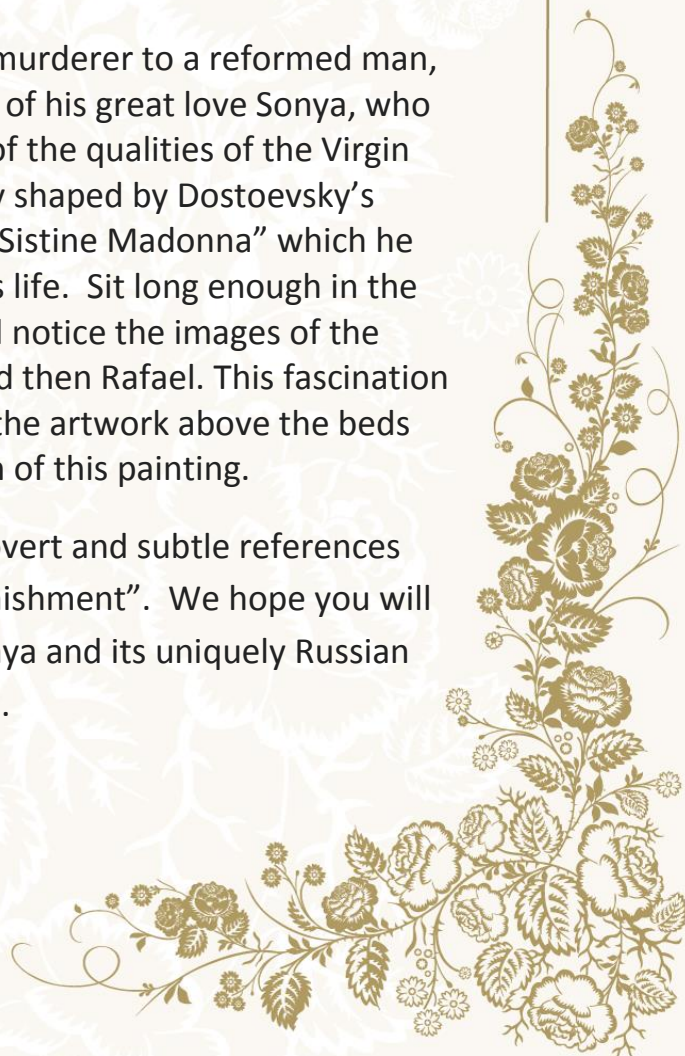 murderer to a reformed man,
of his great love Sonya, who
of the qualities of the Virgin
shaped by Dostoevsky’s
Sistine Madonna” which he
life.  Sit long enough in the
notice the images of the
then Rafael. This fascination
the artwork above the beds
of this painting.
and subtle references
We hope you will
and its uniquely Russian
.